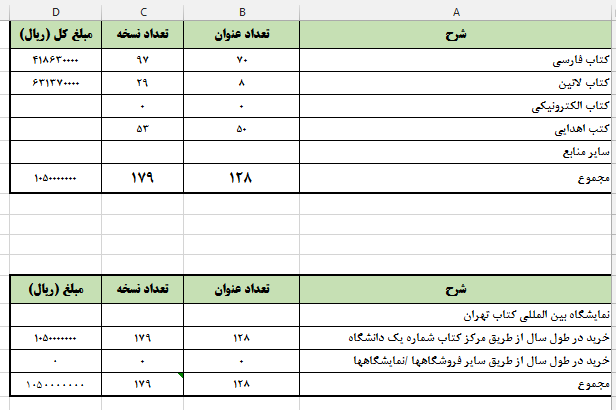 A B C D
شرح تعداد عنوان تعداد نسخه مبلغ کل (ریال)
کتاب فارسی ۷۰ ۹۷ ۴۱۸۶۳۰۰۰۰
کتاب لاتین ۸ ۲۹ ۶۳۱۳۷۰۰۰۰
کتاب الکترونیکی ۰ ۰
کتب اهدایی ۵۰ ۵۳
سایر منابع
مجموع ۱۲۸ ۱۷۹ ۱۰۵۰۰۰۰۰۰۰
شرح تعداد عنوان تعداد نسخه مبلغ (ریال)
نمایشگاه بین المللی کتاب تهران
خرید در طول سال از طریق مرکز کتاب شماره یک دانشگاه ۱۲۸ ۱۷۹ ۱۰۵۰۰۰۰۰۰۰
خرید در طول سال از طریق سایر فروشگاهها /نمایشگاهها ۰ ۰ ۰
مجموع ۱۲۸ ۱۷۹ ۱۰۵۰۰۰۰۰۰۰